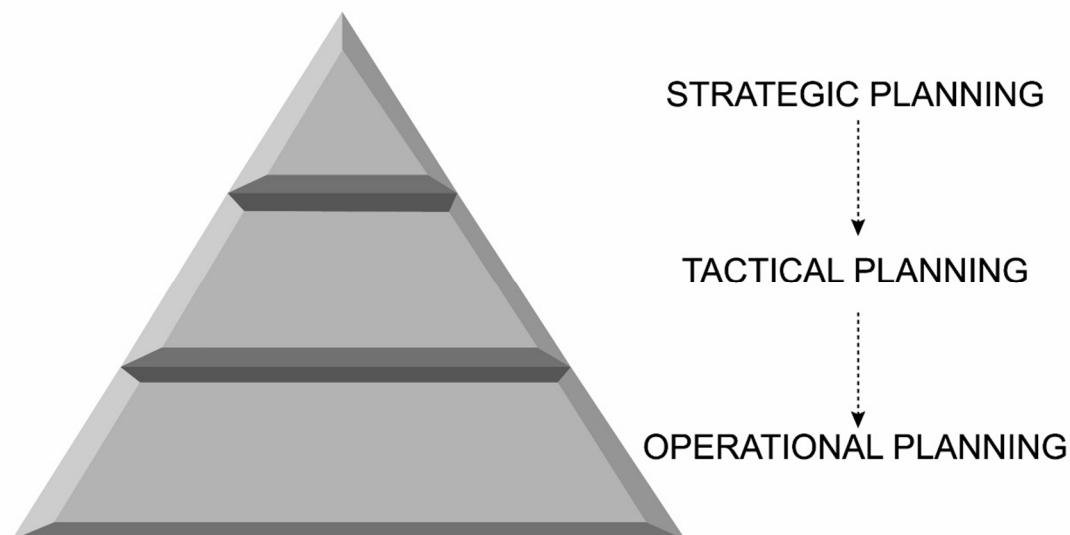 STRATEGIC PLANNING
TACTICAL PLANNING
OPERATIONAL PLANNING